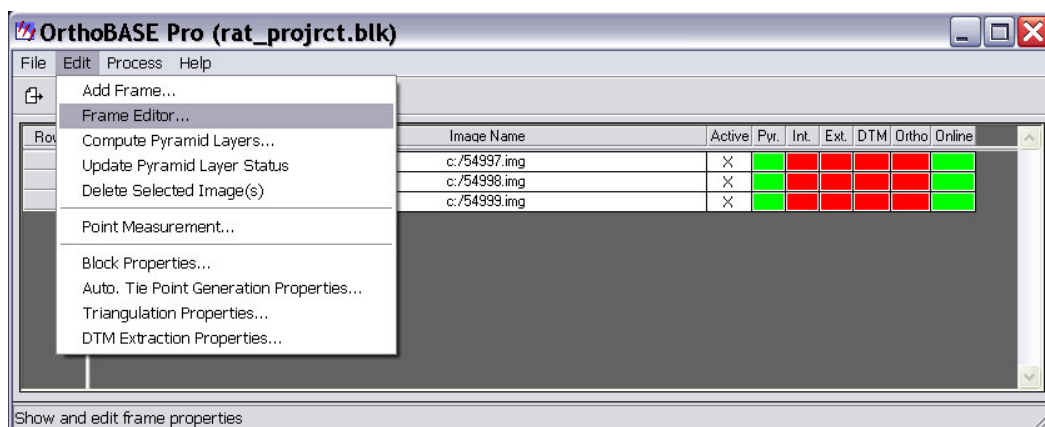 OrthoBASE Pro (rat_projrct.blk)
File Edit Process Help
Add Frame...
Frame Editor...
Compute Pyramid Layers...
Update Pyramid Layer Status
Delete Selected Image(s)
Point Measurement...
Block Properties...
Auto. Tie Point Generation Properties...
Triangulation Properties...
DTM Extraction Properties...
Image Name Active Pyr. Int. Ext. DTM Ortho Online
c:/54997.img X
c:/54998.img X
c:/54999.img X
Show and edit frame properties